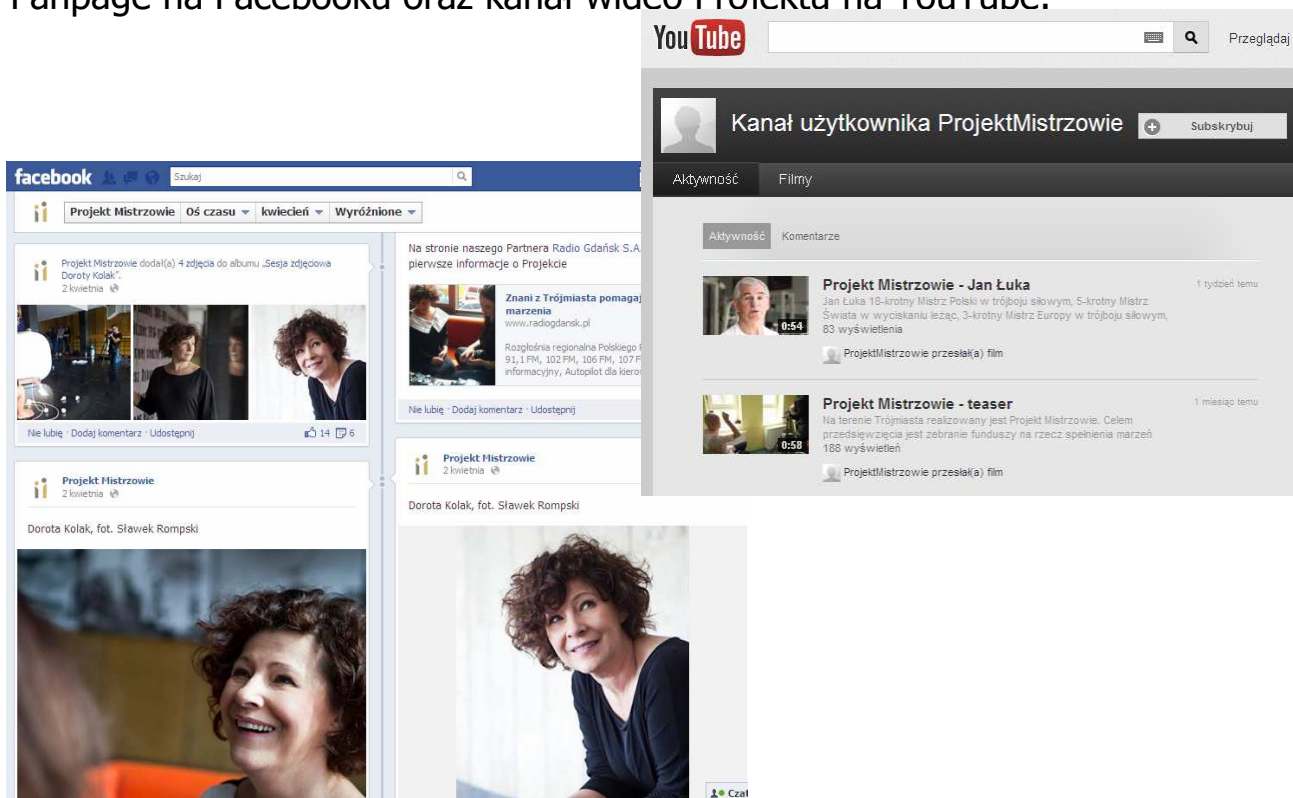 Fanpage na Facebooku oraz kanał wideo Projektu na YouTube.
You Tube
Przeglądaj
Kanał użytkownika ProjektMistrzowie
Subskrybuj
Aktywność Filmy
Aktywność Komentarze
Projekt Mistrzowie - Jan Łuka
1 tydzień temu
Jan Łuka 18-krotny Mistrz Polski w trójboju siłowym, 5-krotny Mistrz
Świata w wyciskaniu leżąc, 3-krotny Mistrz Europy w trójboju siłowym,
83 wyświetlenia
0:54
ProjektMistrzowie przesłał(a) film
Projekt Mistrzowie - teaser
1 miesiąc temu
Na terenie Trójmiasta realizowany jest Projekt Mistrzowie. Celem
przedsięwzięcia jest zebranie funduszy na rzecz spełnienia marzeń
188 wyświetleń
0:58
ProjektMistrzowie przesłał(a) film
facebook
Szukaj
Projekt Mistrzowie Oś czasu kwiecień Wyróżnione
Projekt Mistrzowie dodał(a) 4 zdjęcia do albumu „Sesja zdjęciowa
Doroty Kolak".
2 kwietnia
Nie lubię · Dodaj komentarz · Udostępnij
14 6
Projekt Mistrzowie
2 kwietnia
Dorota Kolak, fot. Sławek Rompski
Na stronie naszego Partnera Radio Gdańsk S.A.
pierwsze informacje o Projekcie
Znani z Trójmiasta pomagaj
marzenia
www.radiogdansk.pl
Rozgłośnia regionalna Polskiego
91,1 FM, 102 FM, 106 FM, 107 F
informacyjny, Autopilot dla kiero
Nie lubię · Dodaj komentarz · Udostępnij
Projekt Mistrzowie
2 kwietnia
Dorota Kolak, fot. Sławek Rompski
Czat